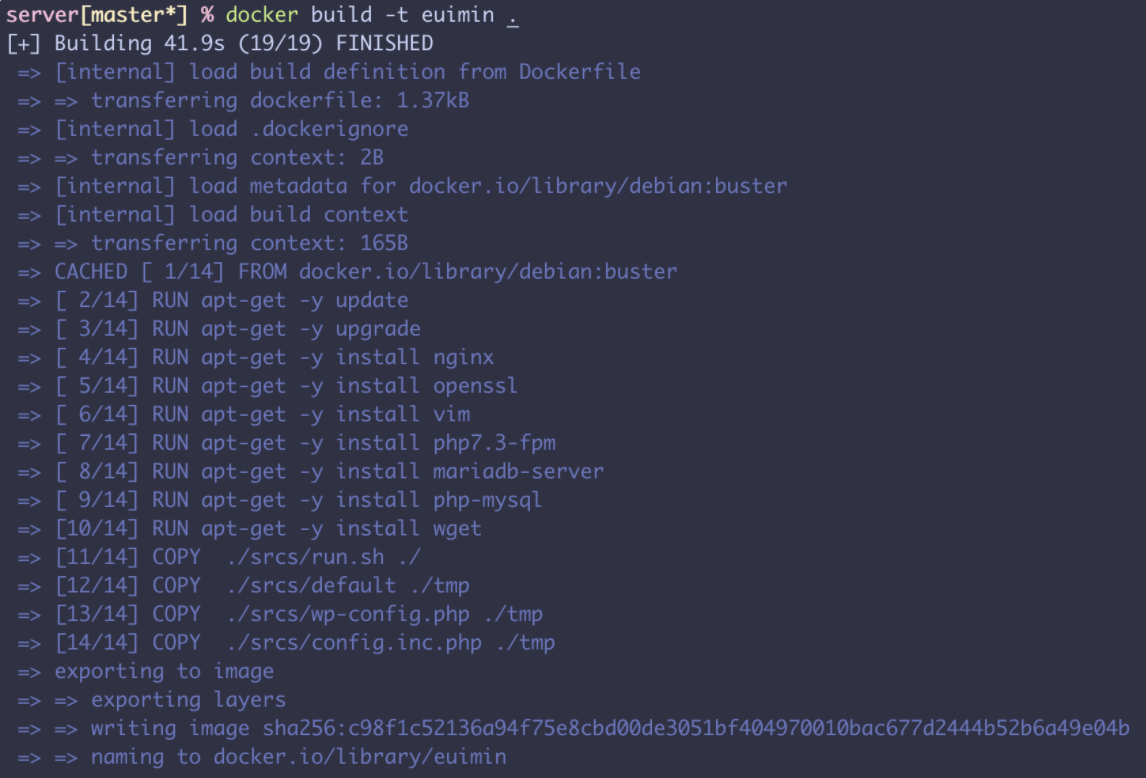 server[master*] % docker build -t euimin .
[+] Building 41.9s (19/19) FINISHED
=> [internal] load build definition from Dockerfile
=> => transferring dockerfile: 1.37kB
=> [internal] load .dockerignore
=> => transferring context: 2B
=> [internal] load metadata for docker.io/library/debian:buster
=> [internal] load build context
=> => transferring context: 165B
=> CACHED [ 1/14] FROM docker.io/library/debian:buster
=> [ 2/14] RUN apt-get -y update
=> [ 3/14] RUN apt-get -y upgrade
=> [ 4/14] RUN apt-get -y install nginx
=> [ 5/14] RUN apt-get -y install openssl
=> [ 6/14] RUN apt-get -y install vim
=> [ 7/14] RUN apt-get -y install php7.3-fpm
=> [ 8/14] RUN apt-get -y install mariadb-server
=> [ 9/14] RUN apt-get -y install php-mysql
=> [10/14] RUN apt-get -y install wget
=> [11/14] COPY  ./srcs/run.sh ./
=> [12/14] COPY  ./srcs/default ./tmp
=> [13/14] COPY  ./srcs/wp-config.php ./tmp
=> [14/14] COPY  ./srcs/config.inc.php ./tmp
=> exporting to image
=> => exporting layers
=> => writing image sha256:c98f1c52136a94f75e8cbd00de3051bf404970010bac677d2444b52b6a49e04b
=> => naming to docker.io/library/euimin